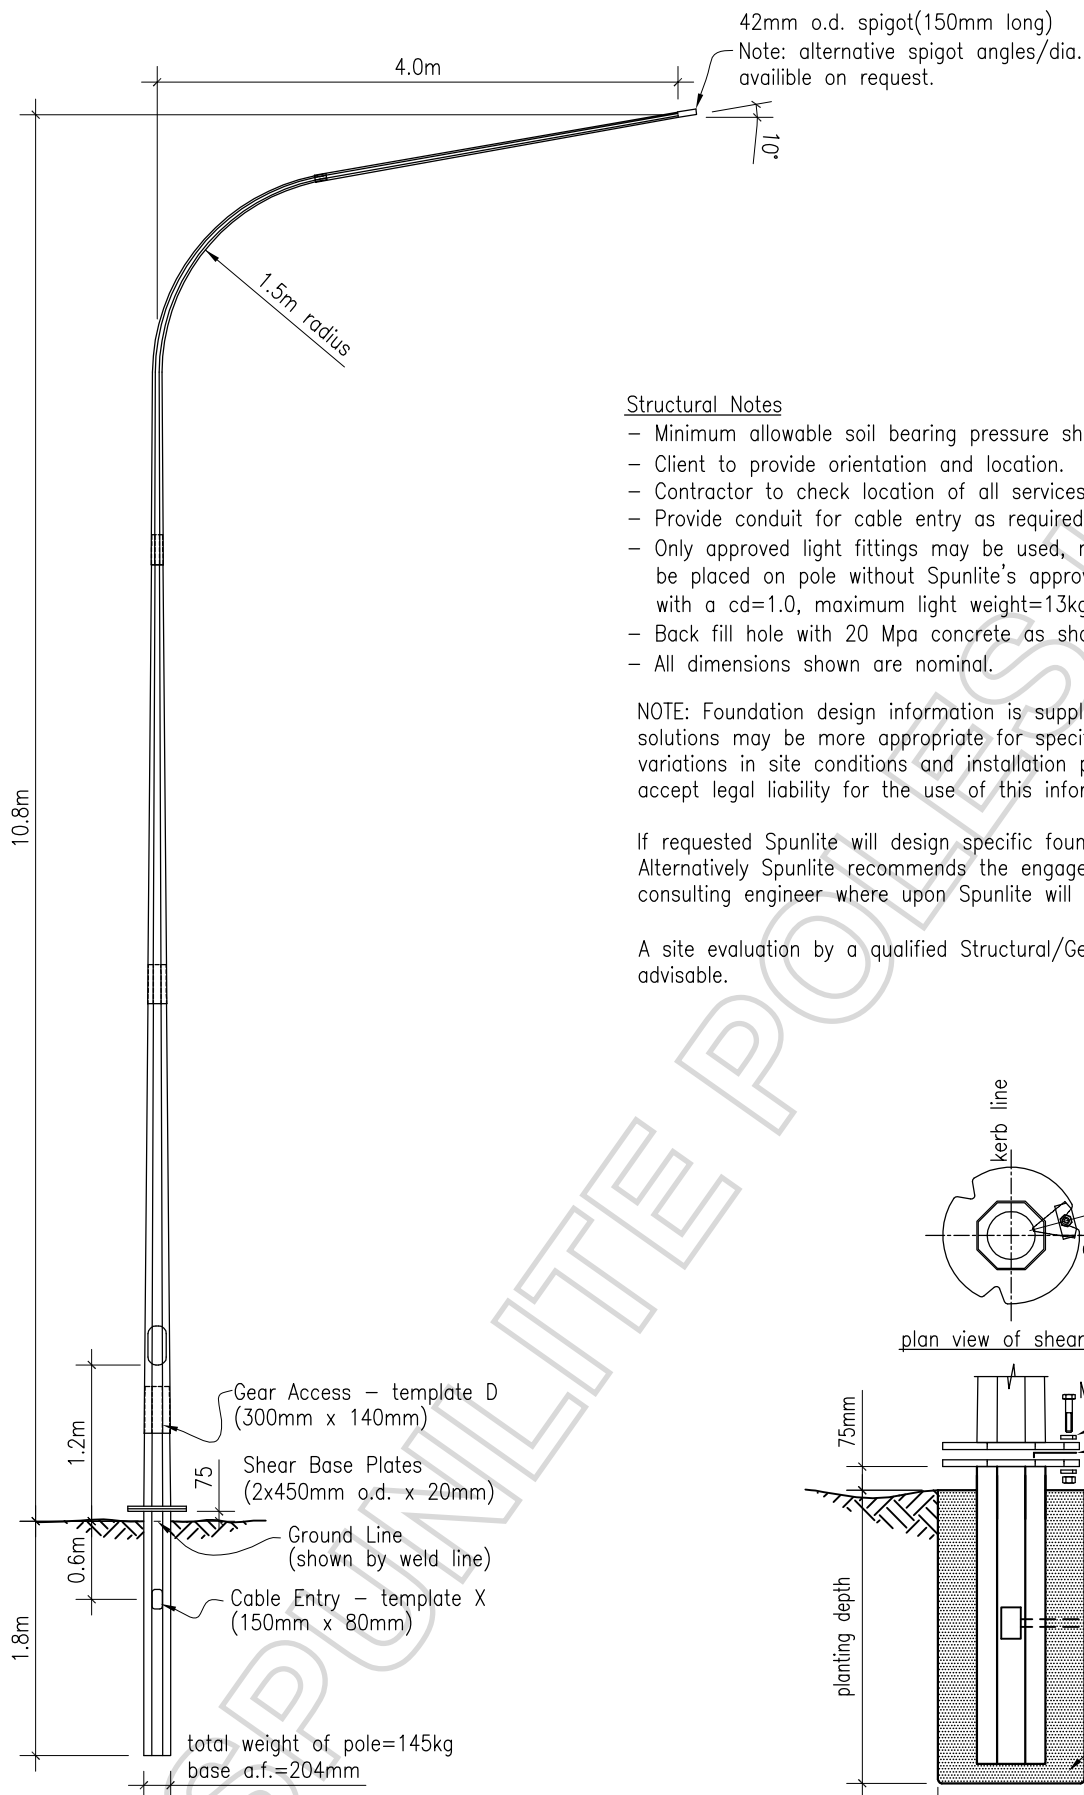 42mm o.d. spigot(150mm long)
Note: alternative spigot angles/dia.
availible on request.
4.0m
10°
1.5m radius
Structural Notes
– Minimum allowable soil bearing pressure sh
– Client to provide orientation and location.
– Contractor to check location of all services
– Provide conduit for cable entry as required
– Only approved light fittings may be used,
be placed on pole without Spunlite's approv
with a cd=1.0, maximum light weight=13kg
– Back fill hole with 20 Mpa concrete as sho
– All dimensions shown are nominal.
NOTE: Foundation design information is suppl
solutions may be more appropriate for specif
variations in site conditions and installation p
accept legal liability for the use of this infor
If requested Spunlite will design specific foun
Alternatively Spunlite recommends the engage
consulting engineer where upon Spunlite will
A site evaluation by a qualified Structural/Ge
advisable.
10.8m
kerb line
plan view of shear
Gear Access – template D
(300mm x 140mm)
1.2m
75
Shear Base Plates
(2x450mm o.d. x 20mm)
Ground Line
(shown by weld line)
0.6m
Cable Entry – template X
(150mm x 80mm)
1.8m
total weight of pole=145kg
base a.f.=204mm
75mm
M
planting depth
SPUNLITE POLES